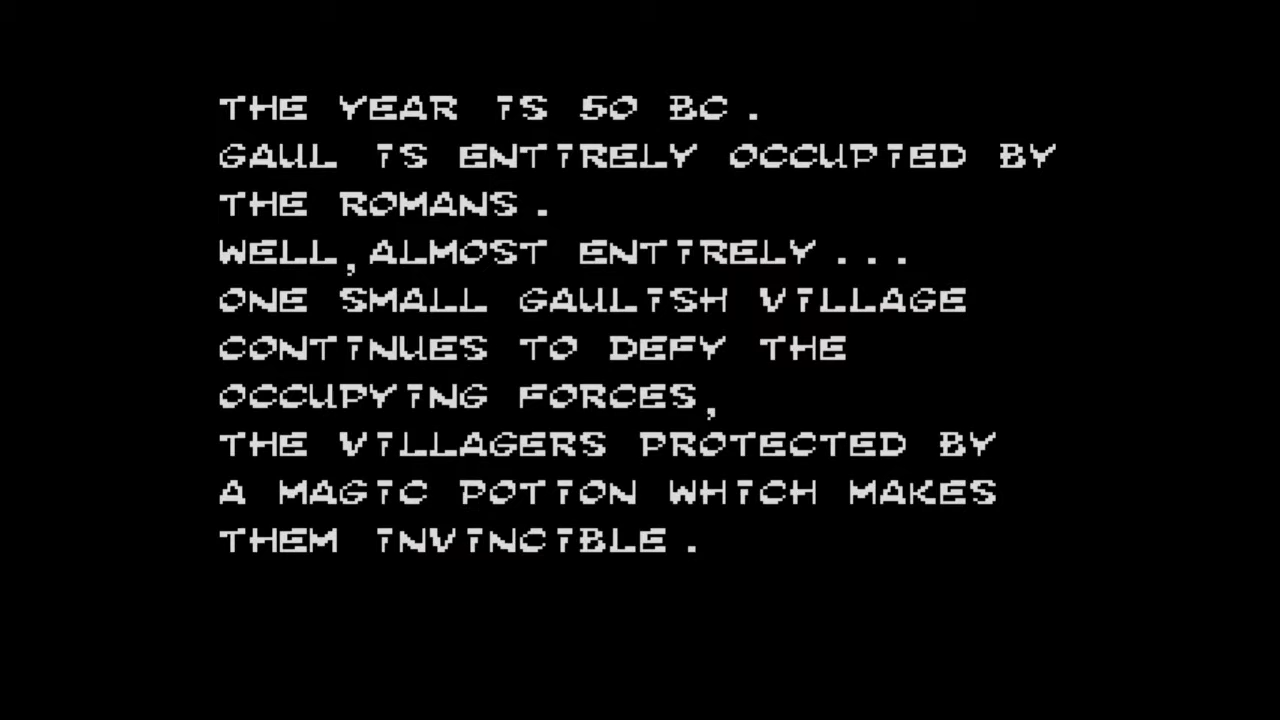 THE YEAR iS 50 BC.
GAUL iS ENTiRELY OCCUPiED BY
THE ROMANS.
WELL,ALMOST ENTiRELY...
ONE SMALL GAULiSH ViLLAGE
CONTiNUES TO DEFY THE
OCCUPYiNG FORCES,
THE ViLLAGERS PROTECTED BY
A MAGiC POTiON WHiCH MAKES
THEM iNViNCiBLE.